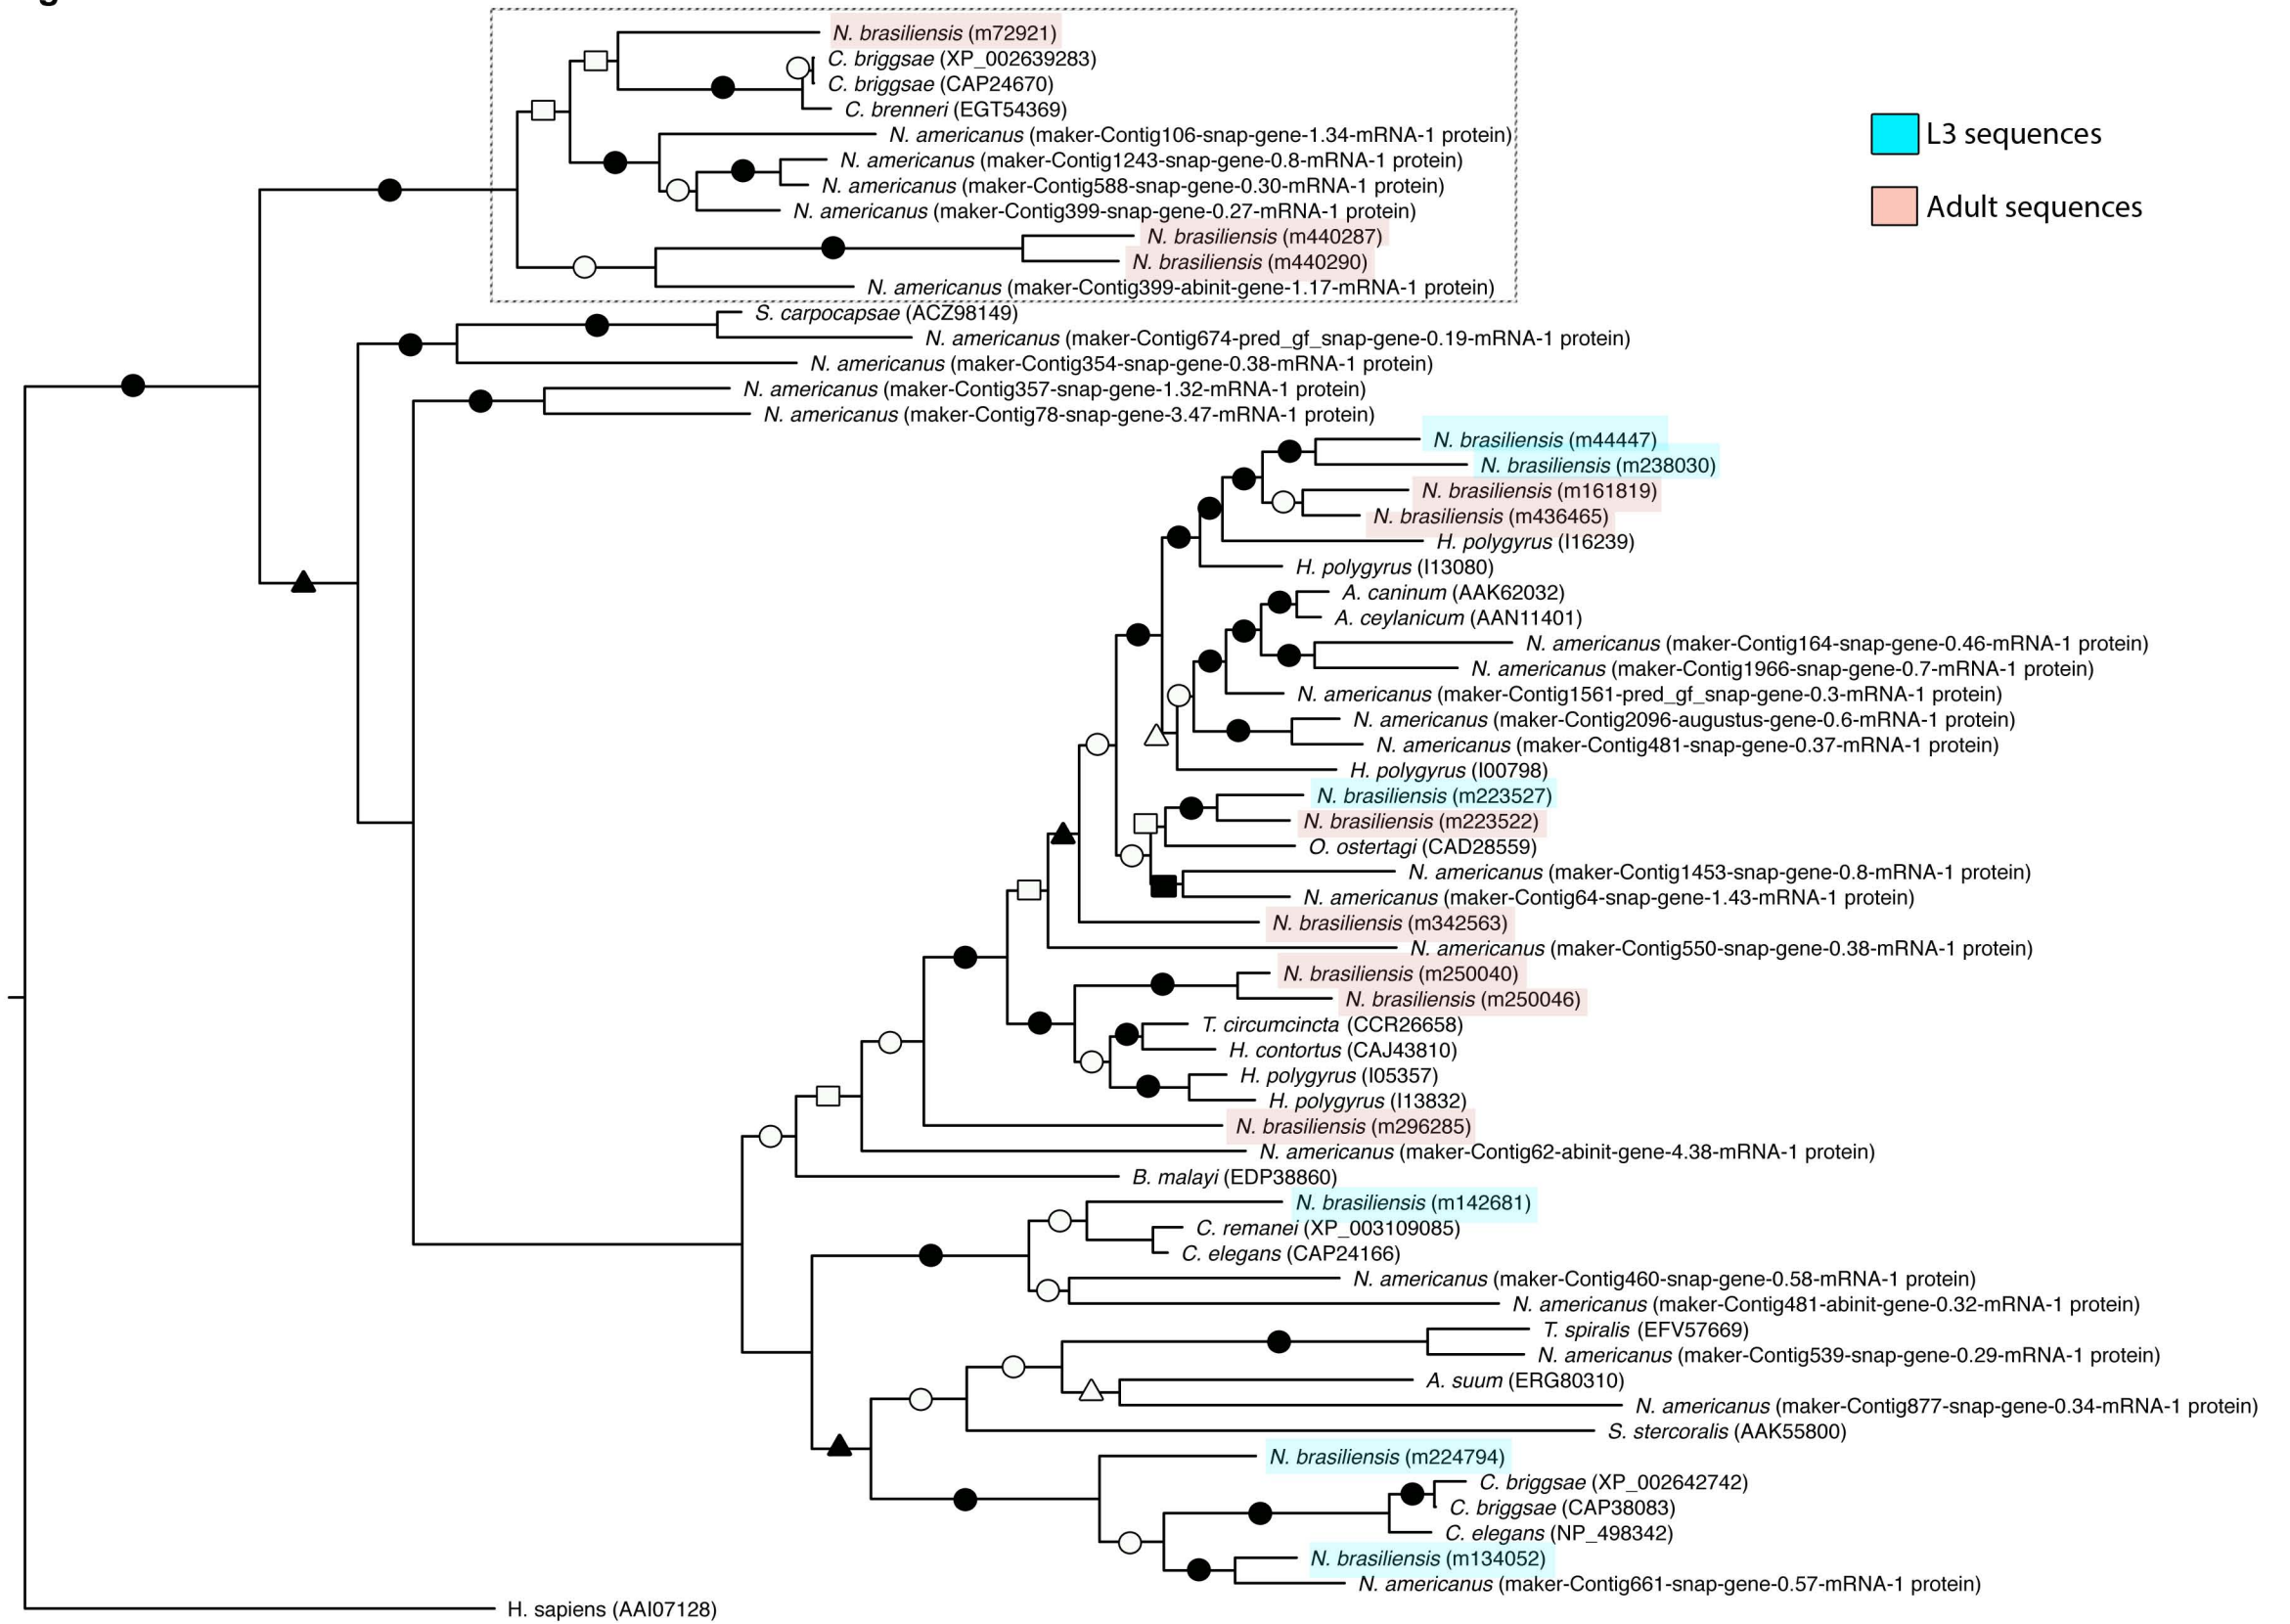 N. brasiliensis (m72921)
C. briggsae (XP_002639283)
C. briggsae (CAP24670)
C. brenneri (EGT54369)
N. americanus (maker-Contig106-snap-gene-1.34-mRNA-1 protein)
N. americanus (maker-Contig1243-snap-gene-0.8-mRNA-1 protein)
N. americanus (maker-Contig588-snap-gene-0.30-mRNA-1 protein)
N. americanus (maker-Contig399-snap-gene-0.27-mRNA-1 protein)
N. brasiliensis (m440287)
N. brasiliensis (m440290)
N. americanus (maker-Contig399-abinit-gene-1.17-mRNA-1 protein)
L3 sequences
Adult sequences
S. carpocapsae (ACZ98149)
N. americanus (maker-Contig674-pred_gf_snap-gene-0.19-mRNA-1 protein)
N. americanus (maker-Contig354-snap-gene-0.38-mRNA-1 protein)
N. americanus (maker-Contig357-snap-gene-1.32-mRNA-1 protein)
N. americanus (maker-Contig78-snap-gene-3.47-mRNA-1 protein)
N. brasiliensis (m44447)
N. brasiliensis (m238030)
N. brasiliensis (m161819)
N. brasiliensis (m436465)
H. polygyrus (I16239)
H. polygyrus (I13080)
A. caninum (AAK62032)
A. ceylanicum (AAN11401)
N. americanus (maker-Contig164-snap-gene-0.46-mRNA-1 protein)
N. americanus (maker-Contig1966-snap-gene-0.7-mRNA-1 protein)
N. americanus (maker-Contig1561-pred_gf_snap-gene-0.3-mRNA-1 protein)
N. americanus (maker-Contig2096-augustus-gene-0.6-mRNA-1 protein)
N. americanus (maker-Contig481-snap-gene-0.37-mRNA-1 protein)
H. polygyrus (I00798)
N. brasiliensis (m223527)
N. brasiliensis (m223522)
O. ostertagi (CAD28559)
N. americanus (maker-Contig1453-snap-gene-0.8-mRNA-1 protein)
N. americanus (maker-Contig64-snap-gene-1.43-mRNA-1 protein)
N. brasiliensis (m342563)
N. americanus (maker-Contig550-snap-gene-0.38-mRNA-1 protein)
N. brasiliensis (m250040)
N. brasiliensis (m250046)
T. circumcincta (CCR26658)
H. contortus (CAJ43810)
H. polygyrus (I05357)
H. polygyrus (I13832)
N. brasiliensis (m296285)
N. americanus (maker-Contig62-abinit-gene-4.38-mRNA-1 protein)
B. malayi (EDP38860)
N. brasiliensis (m142681)
C. remanei (XP_003109085)
C. elegans (CAP24166)
N. americanus (maker-Contig460-snap-gene-0.58-mRNA-1 protein)
N. americanus (maker-Contig481-abinit-gene-0.32-mRNA-1 protein)
T. spiralis (EFV57669)
N. americanus (maker-Contig539-snap-gene-0.29-mRNA-1 protein)
A. suum (ERG80310)
N. americanus (maker-Contig877-snap-gene-0.34-mRNA-1 protein)
S. stercoralis (AAK55800)
N. brasiliensis (m224794)
C. briggsae (XP_002642742)
C. briggsae (CAP38083)
C. elegans (NP_498342)
N. brasiliensis (m134052)
N. americanus (maker-Contig661-snap-gene-0.57-mRNA-1 protein)
H. sapiens (AAI07128)